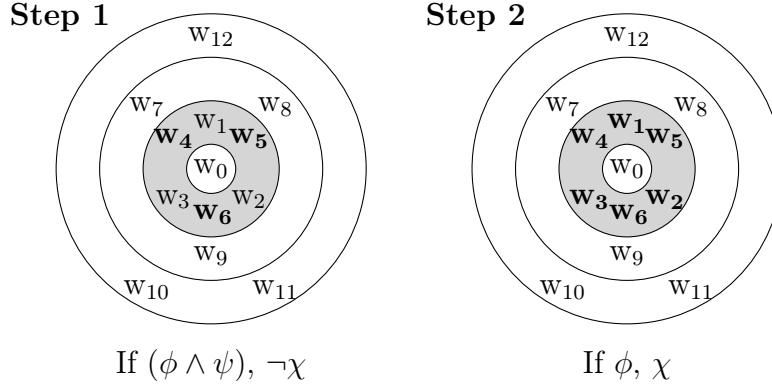 Step 1
w₁₂
w₇ w₈
w₁
w₄ w₅
w₀
w₃ w₂
w₆
w₉
w₁₀ w₁₁
If (ϕ ∧ ψ), ¬χ
Step 2
w₁₂
w₇ w₈
w₁
w₄ w₅
w₀
w₃ w₂
w₆
w₉
w₁₀ w₁₁
If ϕ, χ